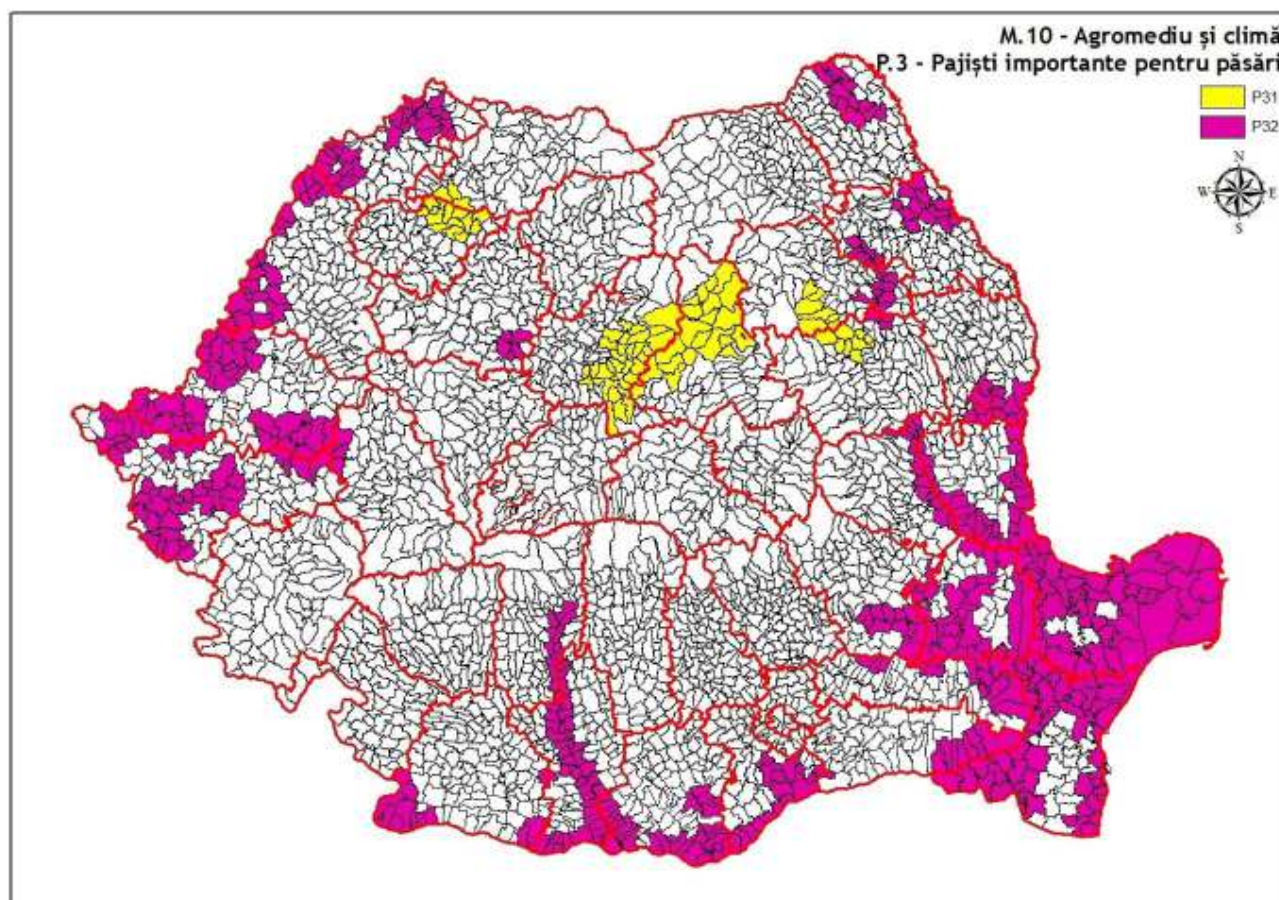 M.10 - Agromediu și climă
P.3 - Pajiști importante pentru păsări
P31
P32
N
W E
S